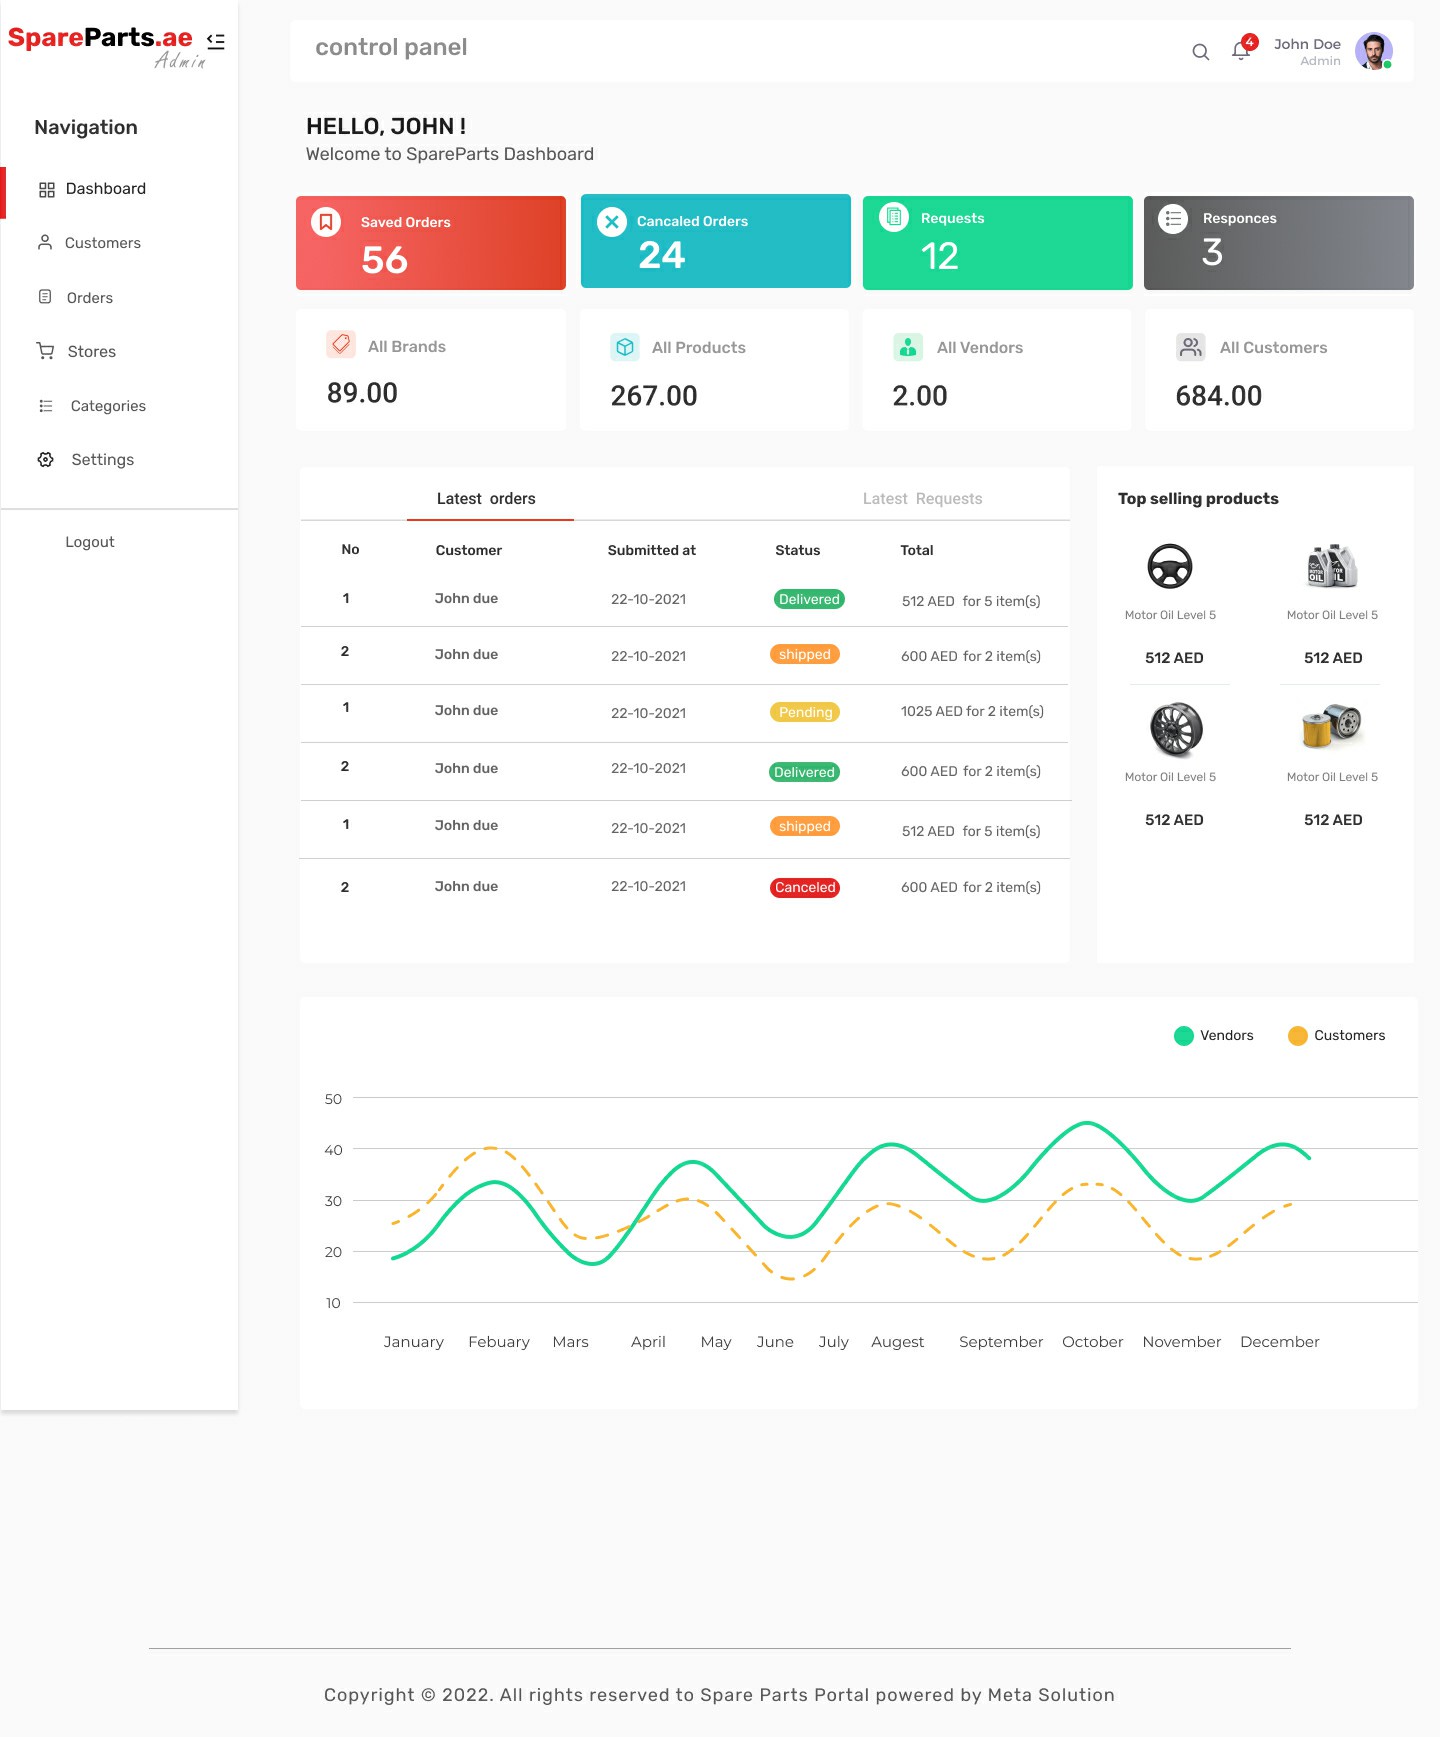 SpareParts.ae
Admin
Navigation
Dashboard
Customers
Orders
Stores
Categories
Settings
Logout
control panel
4
John Doe
Admin
HELLO, JOHN !
Welcome to SpareParts Dashboard
Saved Orders
56
Cancaled Orders
24
Requests
12
Responces
3
All Brands
89.00
All Products
267.00
All Vendors
2.00
All Customers
684.00
Latest orders
Latest Requests
No Customer Submitted at Status Total
1 John due 22-10-2021 Delivered 512 AED for 5 item(s)
2 John due 22-10-2021 shipped 600 AED for 2 item(s)
1 John due 22-10-2021 Pending 1025 AED for 2 item(s)
2 John due 22-10-2021 Delivered 600 AED for 2 item(s)
1 John due 22-10-2021 shipped 512 AED for 5 item(s)
2 John due 22-10-2021 Canceled 600 AED for 2 item(s)
Top selling products
MOTOR OIL
Motor Oil Level 5
512 AED
Motor Oil Level 5
512 AED
Motor Oil Level 5
512 AED
Motor Oil Level 5
512 AED
Vendors
Customers
50
40
30
20
10
January Febuary Mars April May June July Augest September October November December
Copyright © 2022. All rights reserved to Spare Parts Portal powered by Meta Solution